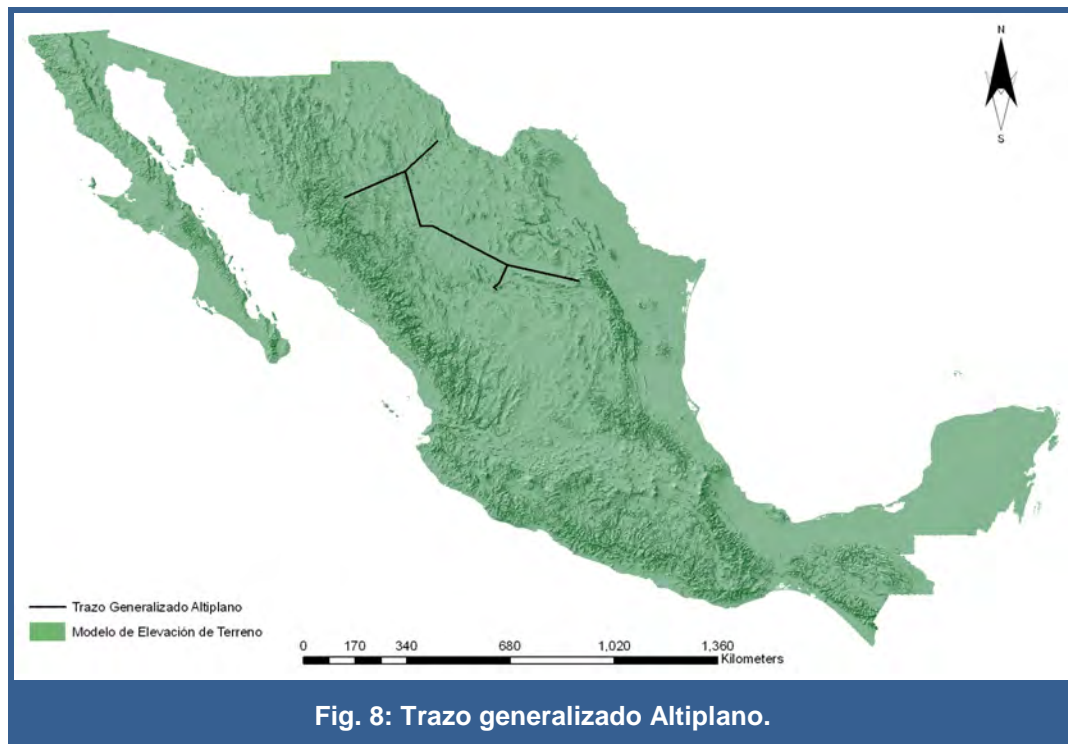 N
S
Trazo Generalizado Altiplano
Modelo de Elevación de Terreno
0 170 340 680 1,020 1,360
Kilometers
Fig. 8: Trazo generalizado Altiplano.